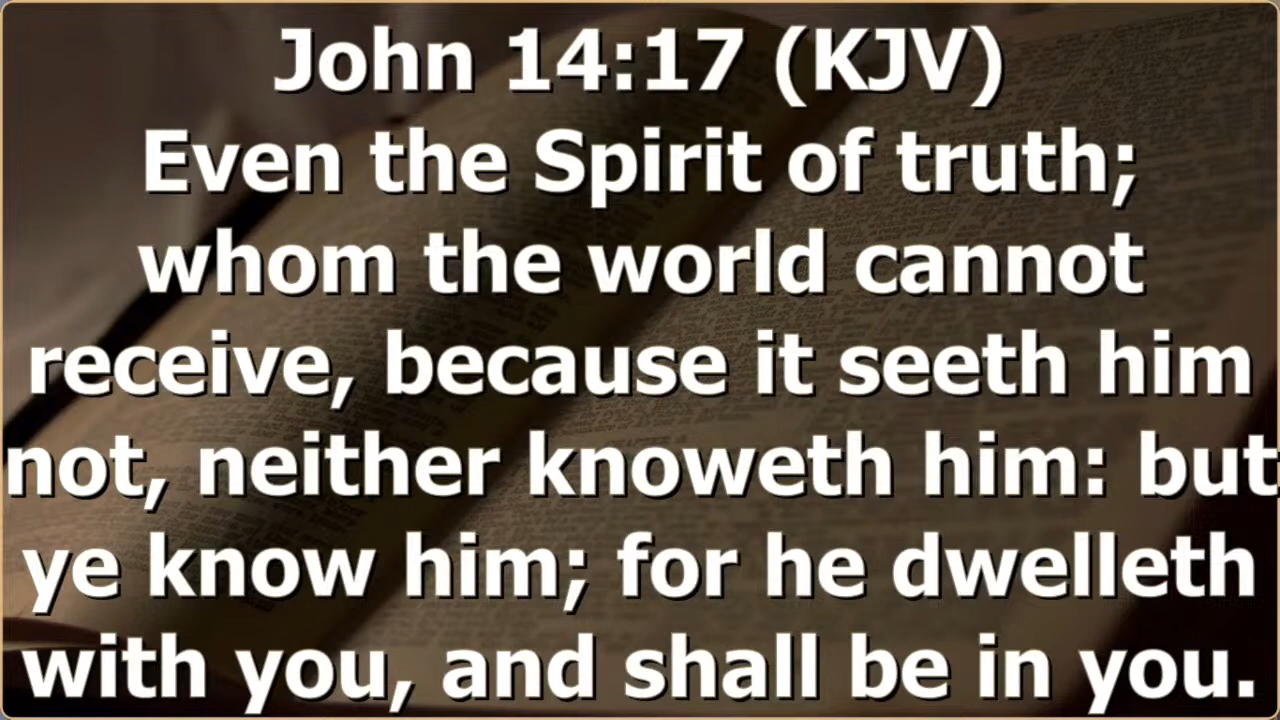 John 14:17 (KJV)
Even the Spirit of truth;
whom the world cannot
receive, because it seeth him
not, neither knoweth him: but
ye know him; for he dwelleth
with you, and shall be in you.